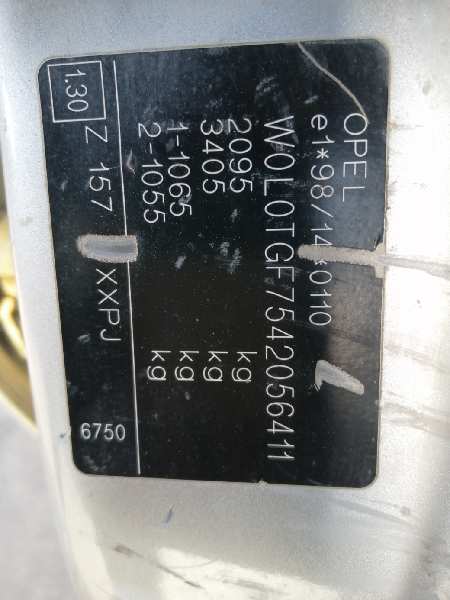 OPEL
e1*98/14*0110
W0L0TGF7542056411
2095 kg
3405 kg
1-1065 kg
2-1055 kg
1.30 Z 157 XXPJ
6750